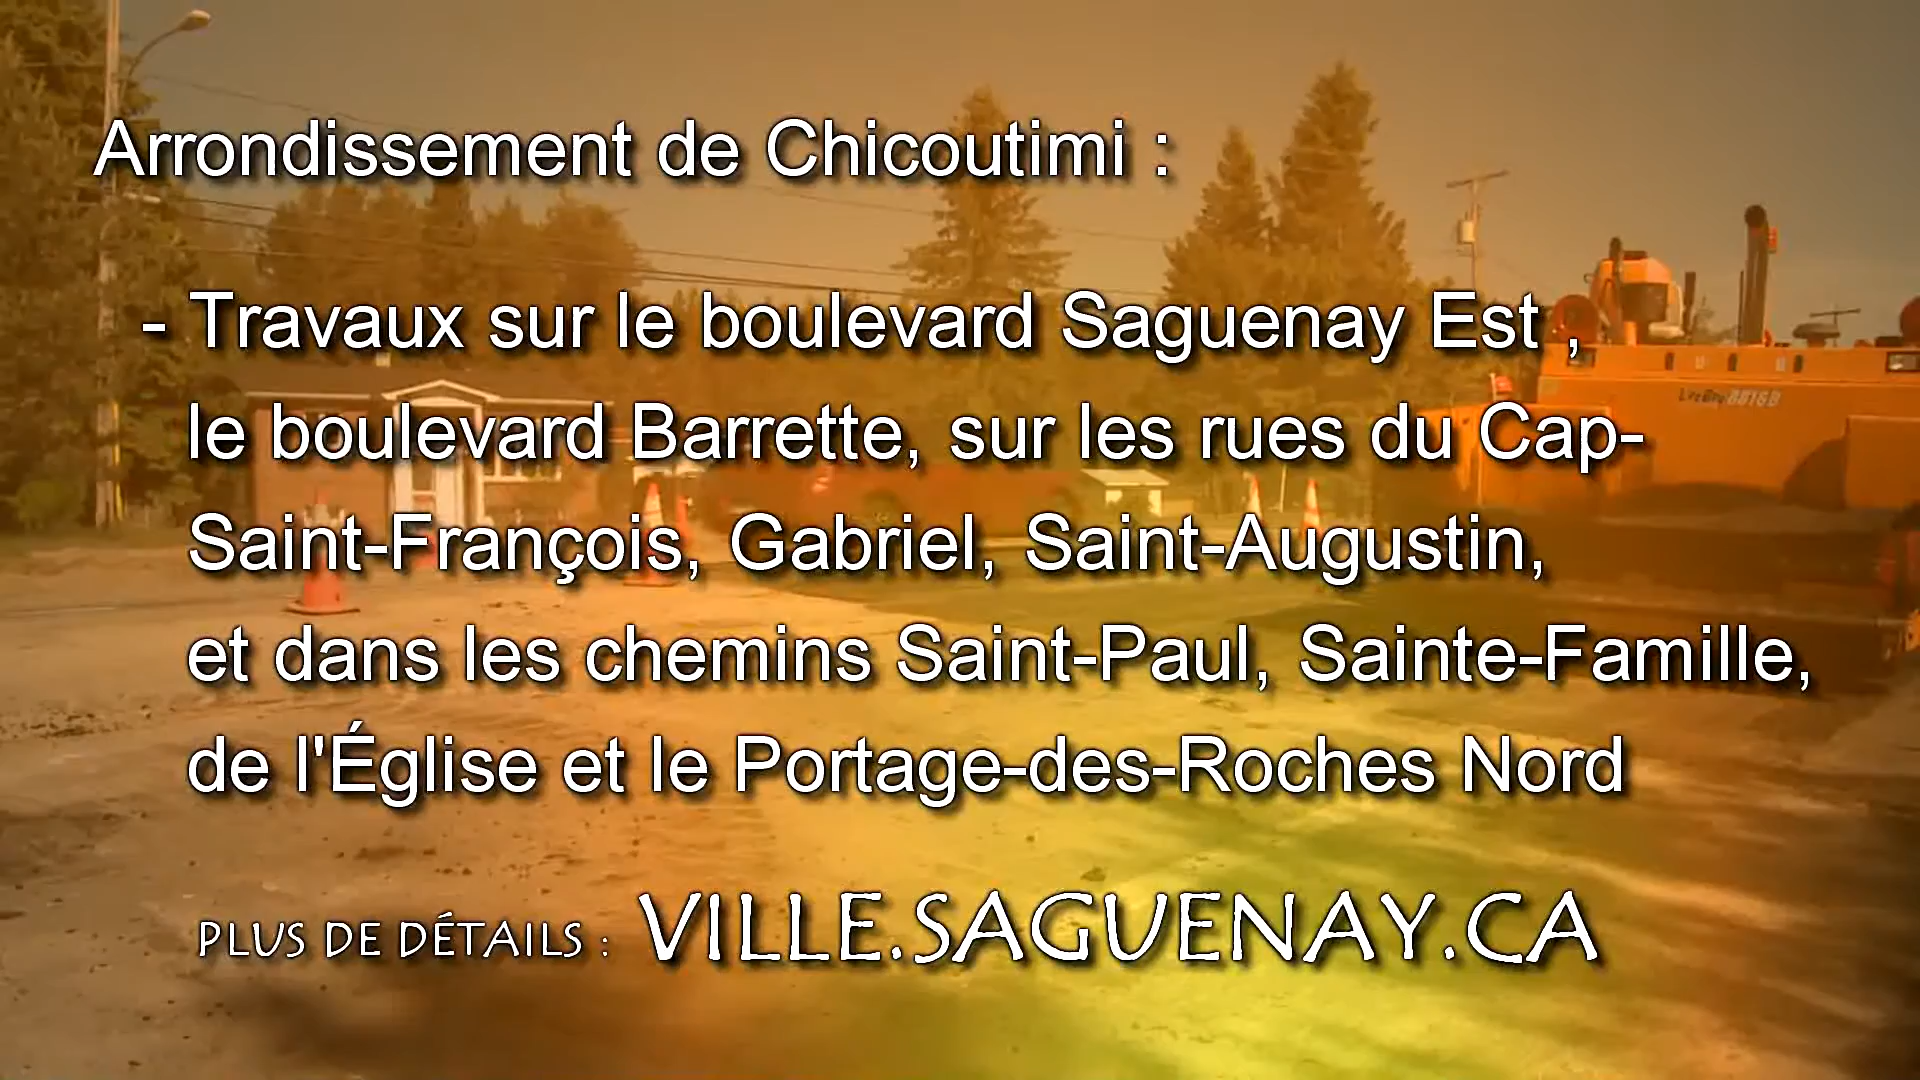 Arrondissement de Chicoutimi :
- Travaux sur le boulevard Saguenay Est ,
le boulevard Barrette, sur les rues du Cap-
Saint-François, Gabriel, Saint-Augustin,
et dans les chemins Saint-Paul, Sainte-Famille,
de l'Église et le Portage-des-Roches Nord
PLUS DE DÉTAILS : VILLE.SAGUENAY.CA